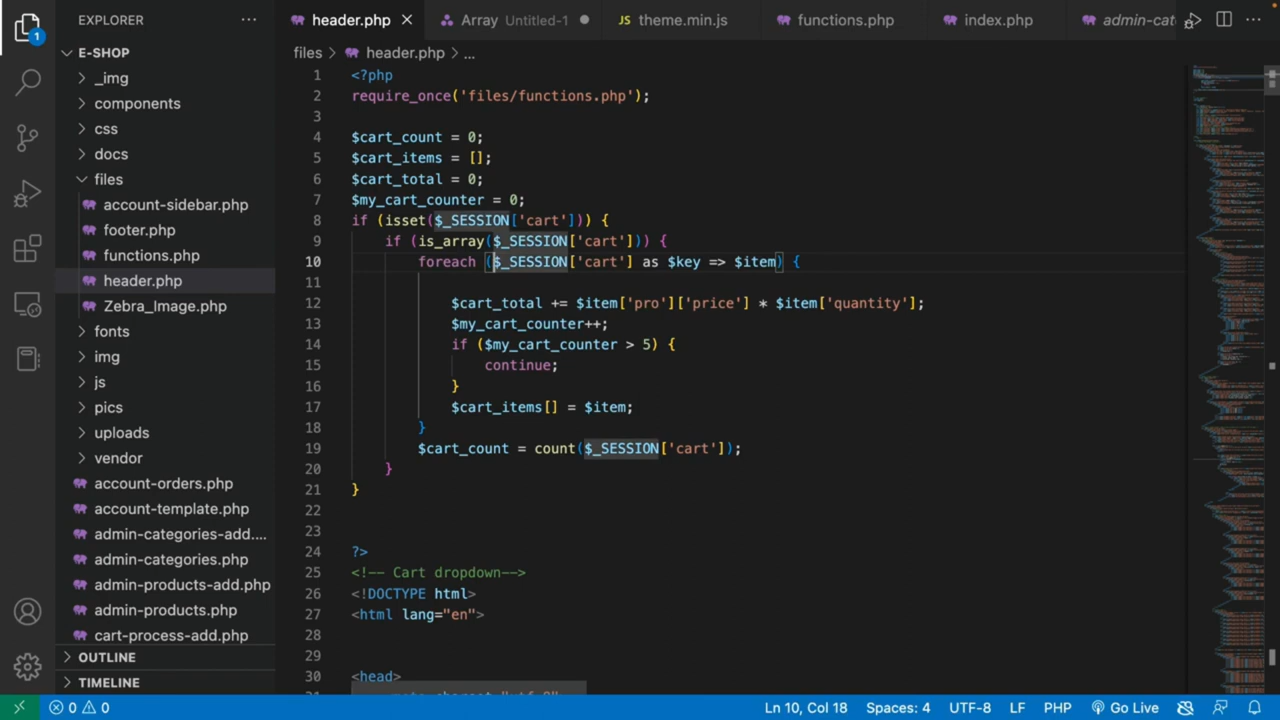 EXPLORER
header.php
Array Untitled-1
JS theme.min.js
functions.php
index.php
admin-cat
files > header.php > ...
1
E-SHOP
_img
components
css
docs
files
account-sidebar.php
footer.php
functions.php
header.php
Zebra_Image.php
fonts
img
js
pics
uploads
vendor
account-orders.php
account-template.php
admin-categories-add....
admin-categories.php
admin-products-add.php
admin-products.php
cart-process-add.php
OUTLINE
TIMELINE
1 <?php
2 require_once('files/functions.php');
3
4 $cart_count = 0;
5 $cart_items = [];
6 $cart_total = 0;
7 $my_cart_counter = 0;
8 if (isset($_SESSION['cart'])) {
9 if (is_array($_SESSION['cart'])) {
10 foreach ($_SESSION['cart'] as $key => $item) {
11
12 $cart_total += $item['pro']['price'] * $item['quantity'];
13 $my_cart_counter++;
14 if ($my_cart_counter > 5) {
15 continue;
16 }
17 $cart_items[] = $item;
18 }
19 $cart_count = count($_SESSION['cart']);
20 }
21 }
22
23
24 ?>
25 <!-- Cart dropdown-->
26 <!DOCTYPE html>
27 <html lang="en">
28
29
30 <head>
0 0
Ln 10, Col 18
Spaces: 4
UTF-8
LF
PHP
Go Live